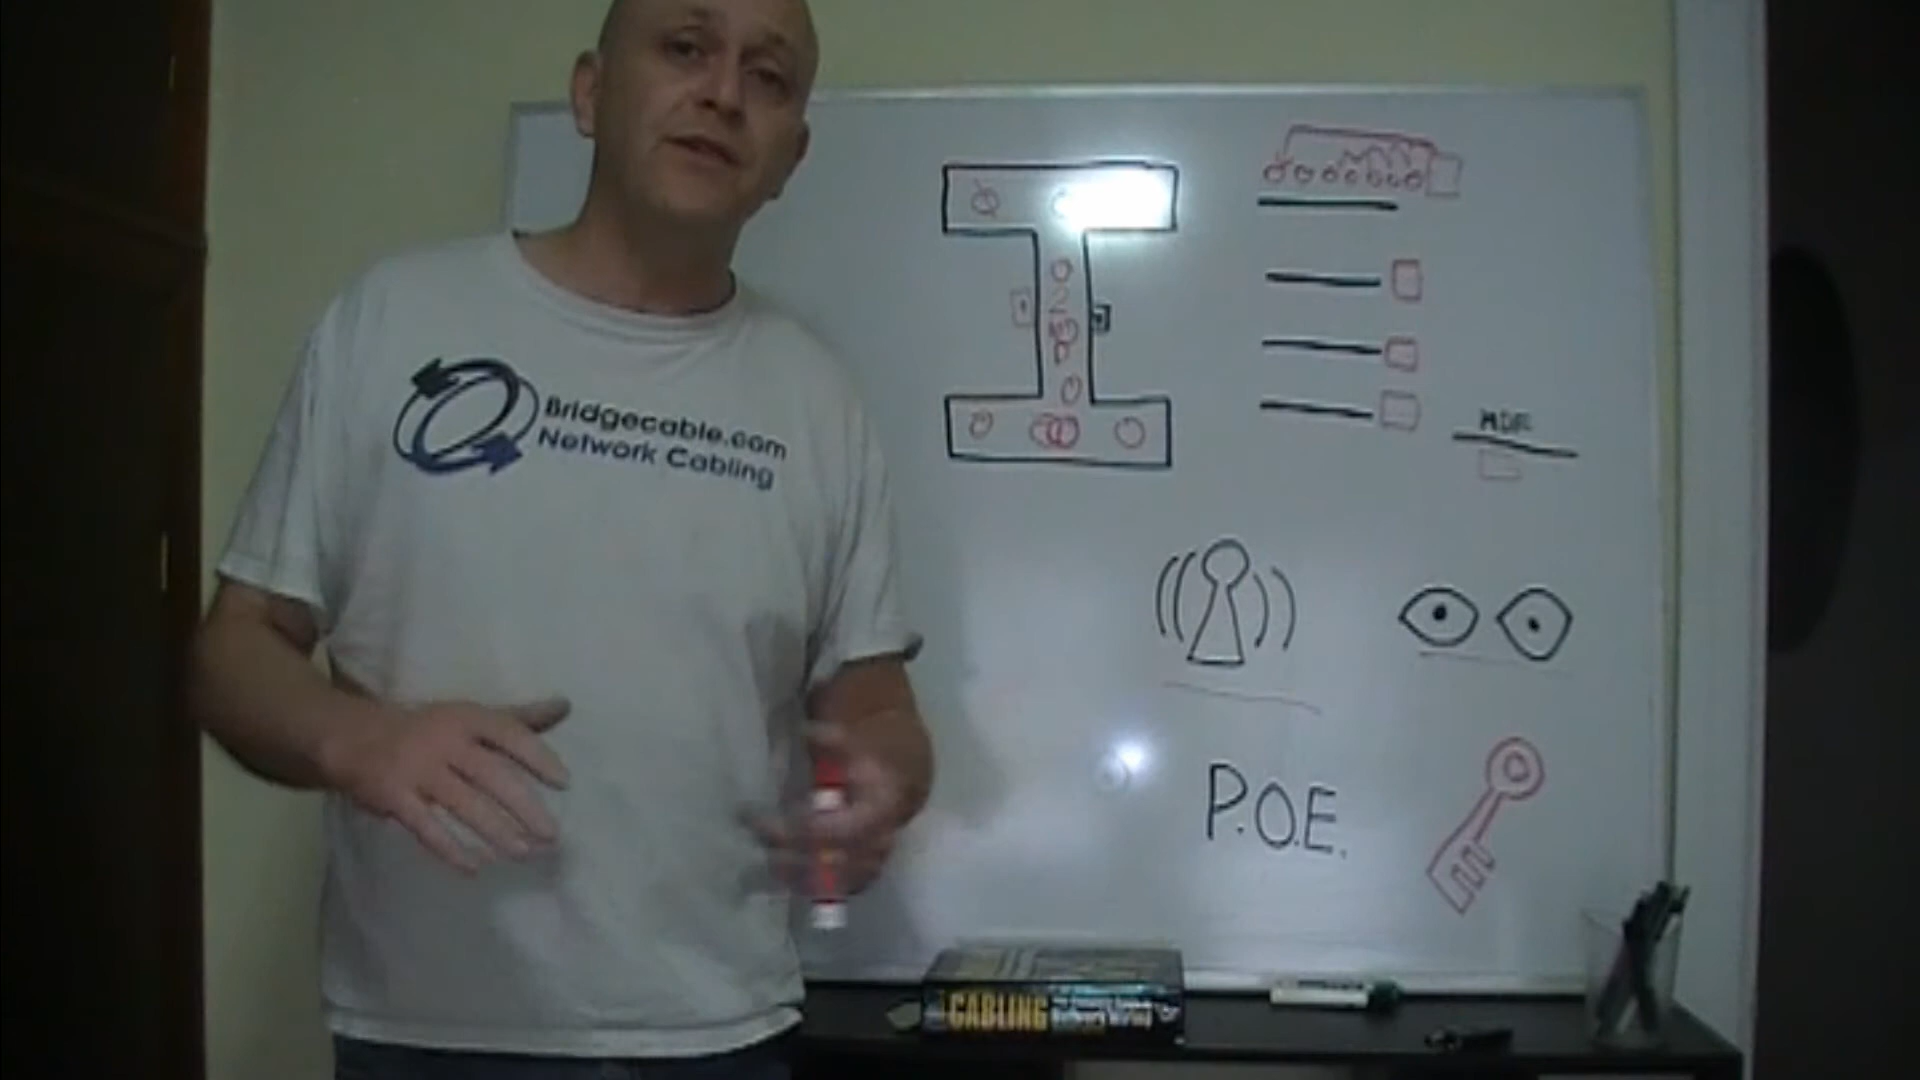 Bridgecable.com
Network Cabling
MDF
P.O.E.
CABLING